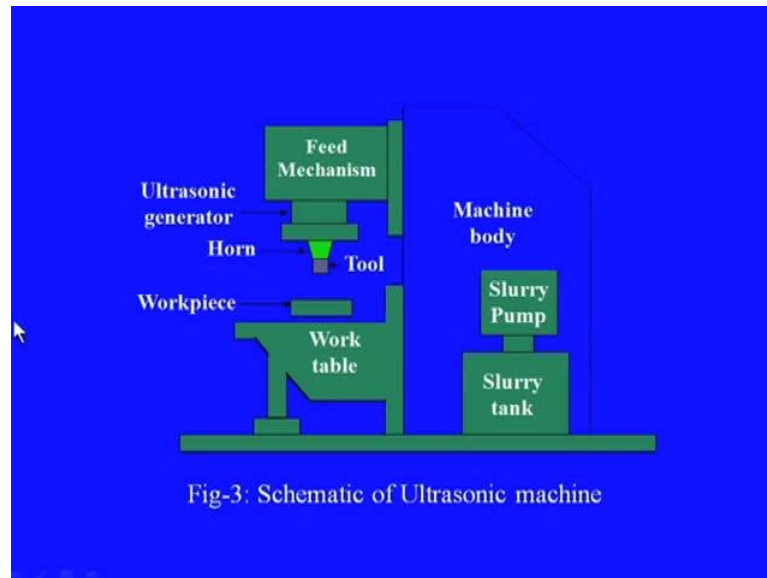 Feed
Mechanism
Ultrasonic
generator
Horn
Tool
Workpiece
Work
table
Machine
body
Slurry
Pump
Slurry
tank
Fig-3: Schematic of Ultrasonic machine